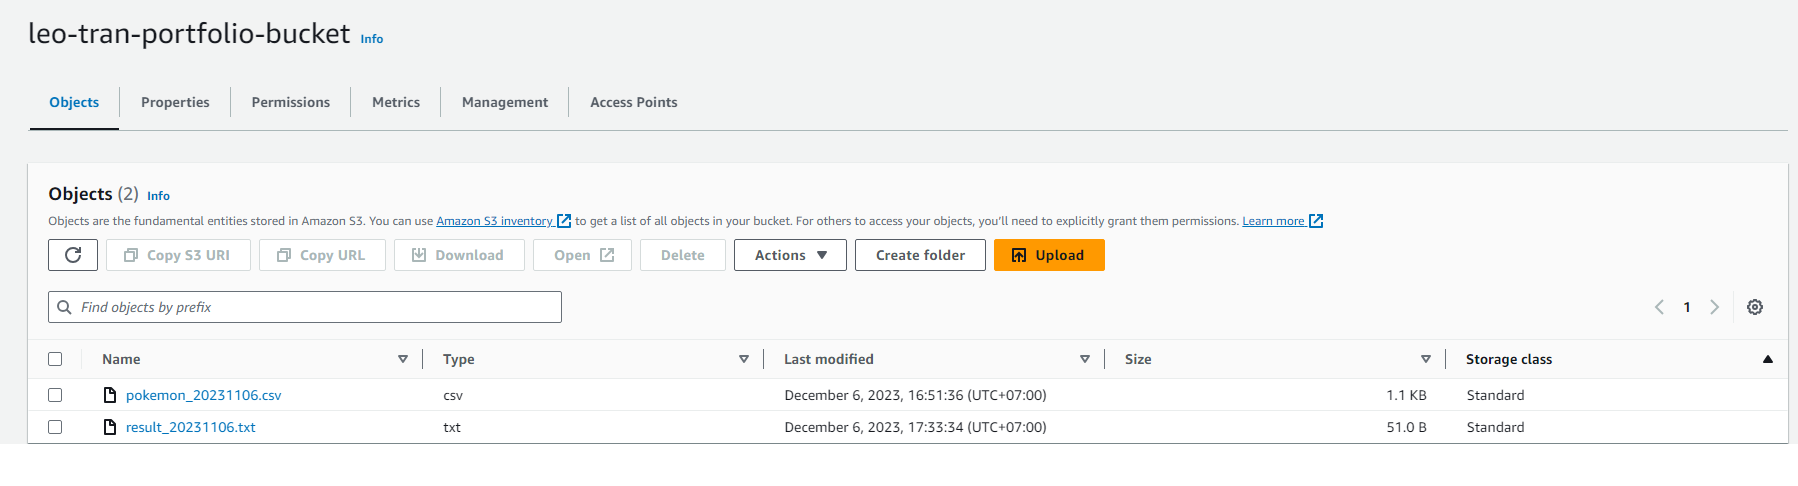 leo-tran-portfolio-bucket Info
Objects Properties Permissions Metrics Management Access Points
Objects (2) Info
Objects are the fundamental entities stored in Amazon S3. You can use Amazon S3 inventory to get a list of all objects in your bucket. For others to access your objects, you'll need to explicitly grant them permissions. Learn more
Copy S3 URI Copy URL Download Open Delete Actions Create folder Upload
Find objects by prefix 1
Name Type Last modified Size Storage class
pokemon_20231106.csv csv December 6, 2023, 16:51:36 (UTC+07:00) 1.1 KB Standard
result_20231106.txt txt December 6, 2023, 17:33:34 (UTC+07:00) 51.0 B Standard